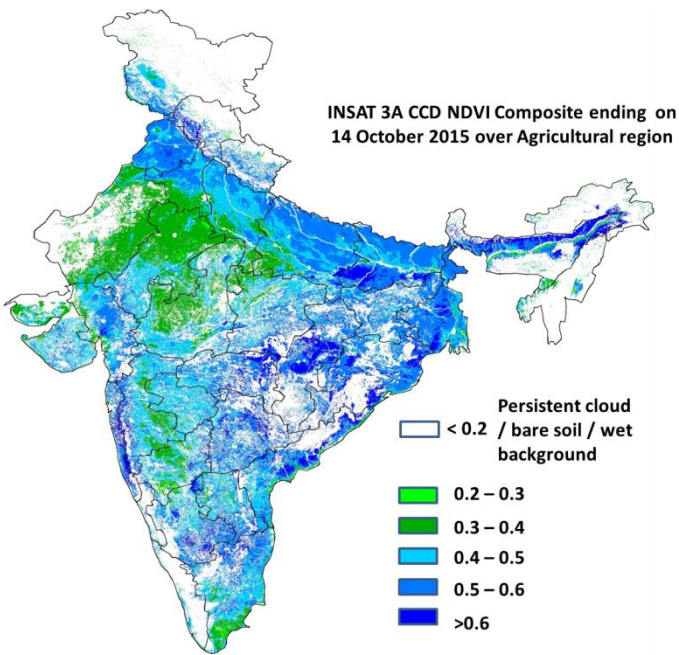 INSAT 3A CCD NDVI Composite ending on
14 October 2015 over Agricultural region
< 0.2 Persistent cloud
/ bare soil / wet
background
0.2 – 0.3
0.3 – 0.4
0.4 – 0.5
0.5 – 0.6
>0.6